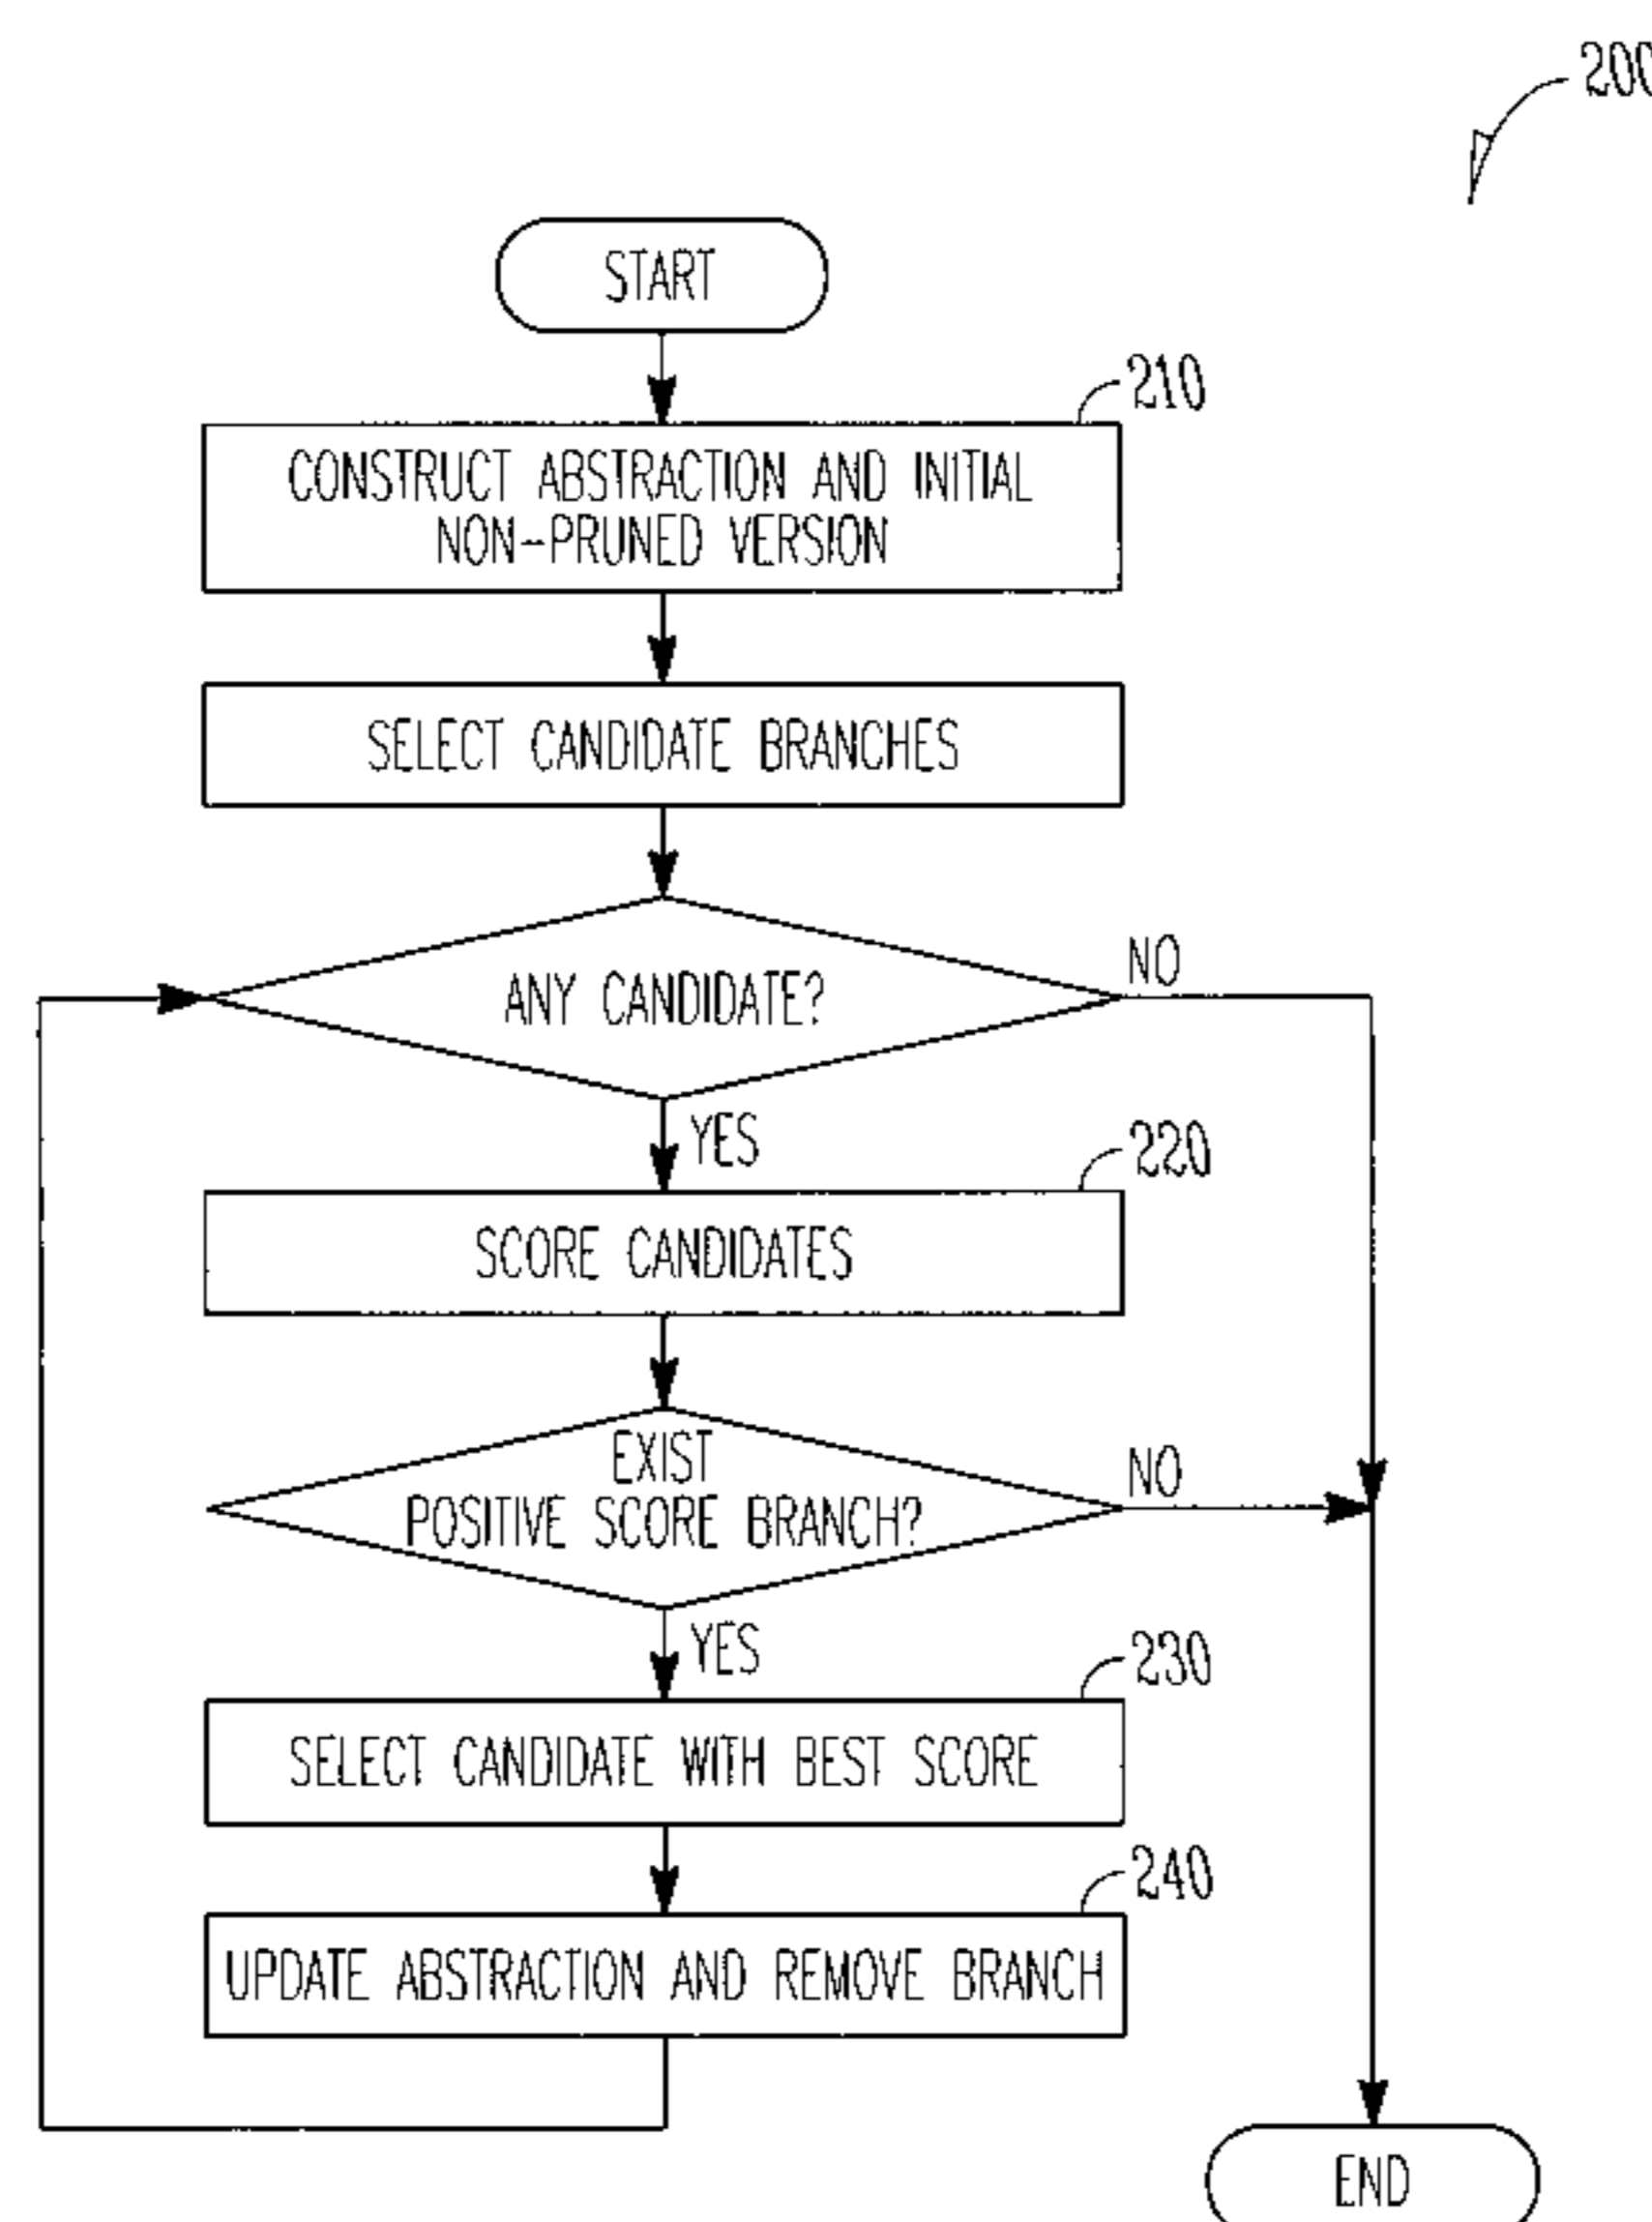 200
START
210
CONSTRUCT ABSTRACTION AND INITIAL
NON-PRUNED VERSION
SELECT CANDIDATE BRANCHES
ANY CANDIDATE?
NO
YES
220
SCORE CANDIDATES
EXIST
POSITIVE SCORE BRANCH?
NO
YES
230
SELECT CANDIDATE WITH BEST SCORE
240
UPDATE ABSTRACTION AND REMOVE BRANCH
END